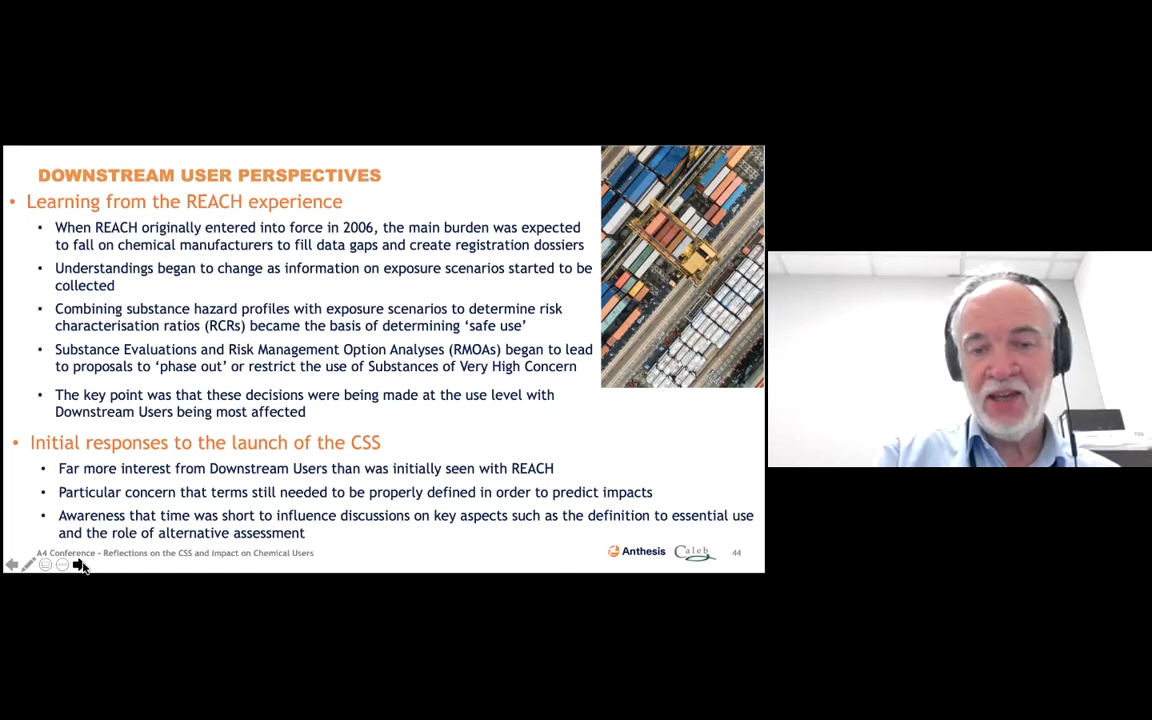 DOWNSTREAM USER PERSPECTIVES
• Learning from the REACH experience
• When REACH originally entered into force in 2006, the main burden was expected
to fall on chemical manufacturers to fill data gaps and create registration dossiers
• Understandings began to change as information on exposure scenarios started to be
collected
• Combining substance hazard profiles with exposure scenarios to determine risk
characterisation ratios (RCRs) became the basis of determining ‘safe use’
• Substance Evaluations and Risk Management Option Analyses (RMOAs) began to lead
to proposals to ‘phase out’ or restrict the use of Substances of Very High Concern
• The key point was that these decisions were being made at the use level with
Downstream Users being most affected
• Initial responses to the launch of the CSS
• Far more interest from Downstream Users than was initially seen with REACH
• Particular concern that terms still needed to be properly defined in order to predict impacts
• Awareness that time was short to influence discussions on key aspects such as the definition to essential use
and the role of alternative assessment
A4 Conference - Reflections on the CSS and impact on Chemical Users
Anthesis
Caleb
44